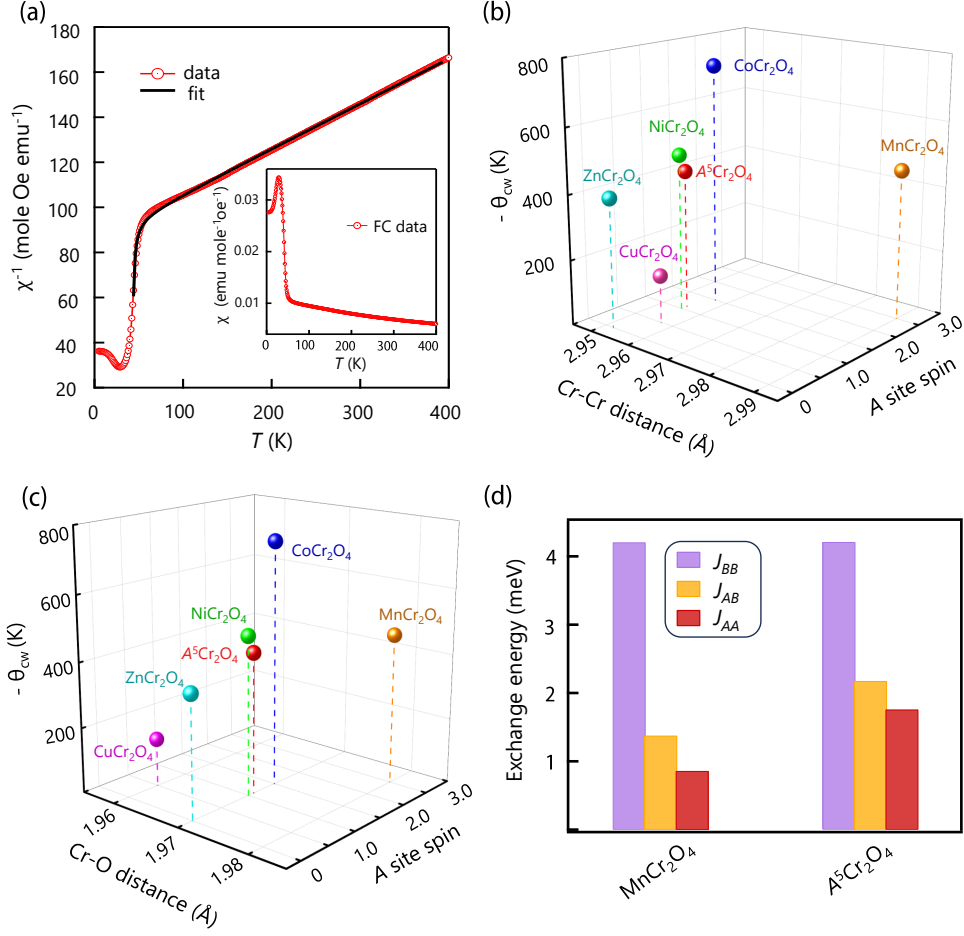 (a)
180
160
140
120
100
80
60
40
20
χ⁻¹ (mole Oe emu⁻¹)
data
fit
0.03
0.02
0.01
χ (emu mole⁻¹oe⁻¹)
FC data
0 100 200 300 400
T (K)
0 100 200 300 400
T (K)
(b)
800
600
400
200
- θcw (K)
CoCr₂O₄
NiCr₂O₄
MnCr₂O₄
A⁵Cr₂O₄
ZnCr₂O₄
CuCr₂O₄
2.95 2.96 2.97 2.98 2.99
Cr-Cr distance (Å)
0 1.0 2.0 3.0
A site spin
(c)
800
600
400
200
- θcw (K)
CoCr₂O₄
NiCr₂O₄
MnCr₂O₄
A⁵Cr₂O₄
ZnCr₂O₄
CuCr₂O₄
1.96 1.97 1.98
Cr-O distance (Å)
0 1.0 2.0 3.0
A site spin
(d)
4
3
2
1
Exchange energy (meV)
J_BB
J_AB
J_AA
MnCr₂O₄
A⁵Cr₂O₄